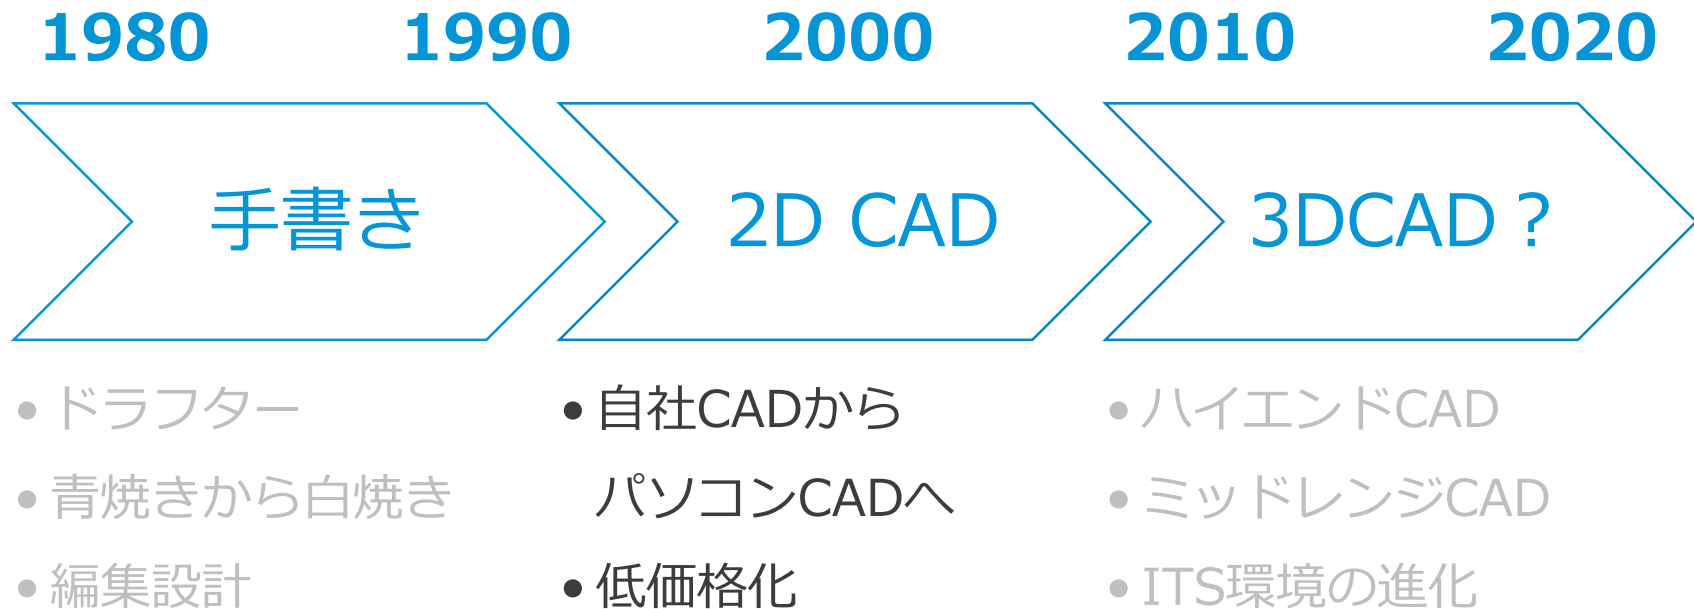 1980 1990 2000 2010 2020
手書き
2D CAD
3DCAD？
• ドラフター
• 青焼きから白焼き
• 編集設計
• 自社CADから
パソコンCADへ
• 低価格化
• ハイエンドCAD
• ミッドレンジCAD
• ITS環境の進化